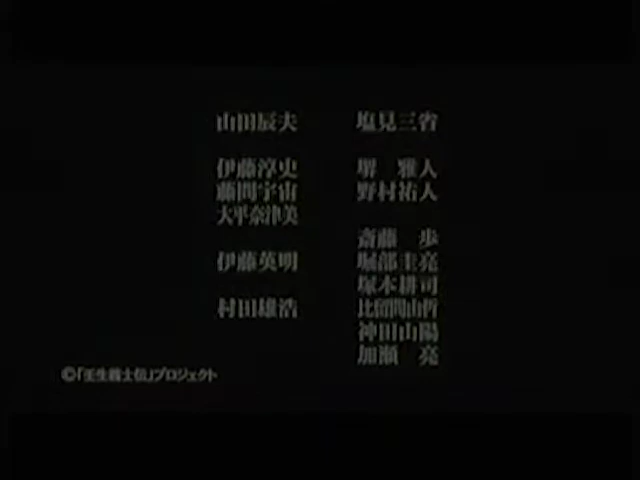 山田辰夫
伊藤淳史
藤間宇宙
大平奈津美
伊藤英明
村田雄浩
塩見三省
堺 雅人
野村祐人
斎藤 歩
堀部圭亮
塚本耕司
比留間由哲
神田山陽
加瀬 亮
©「壬生義士伝」プロジェクト